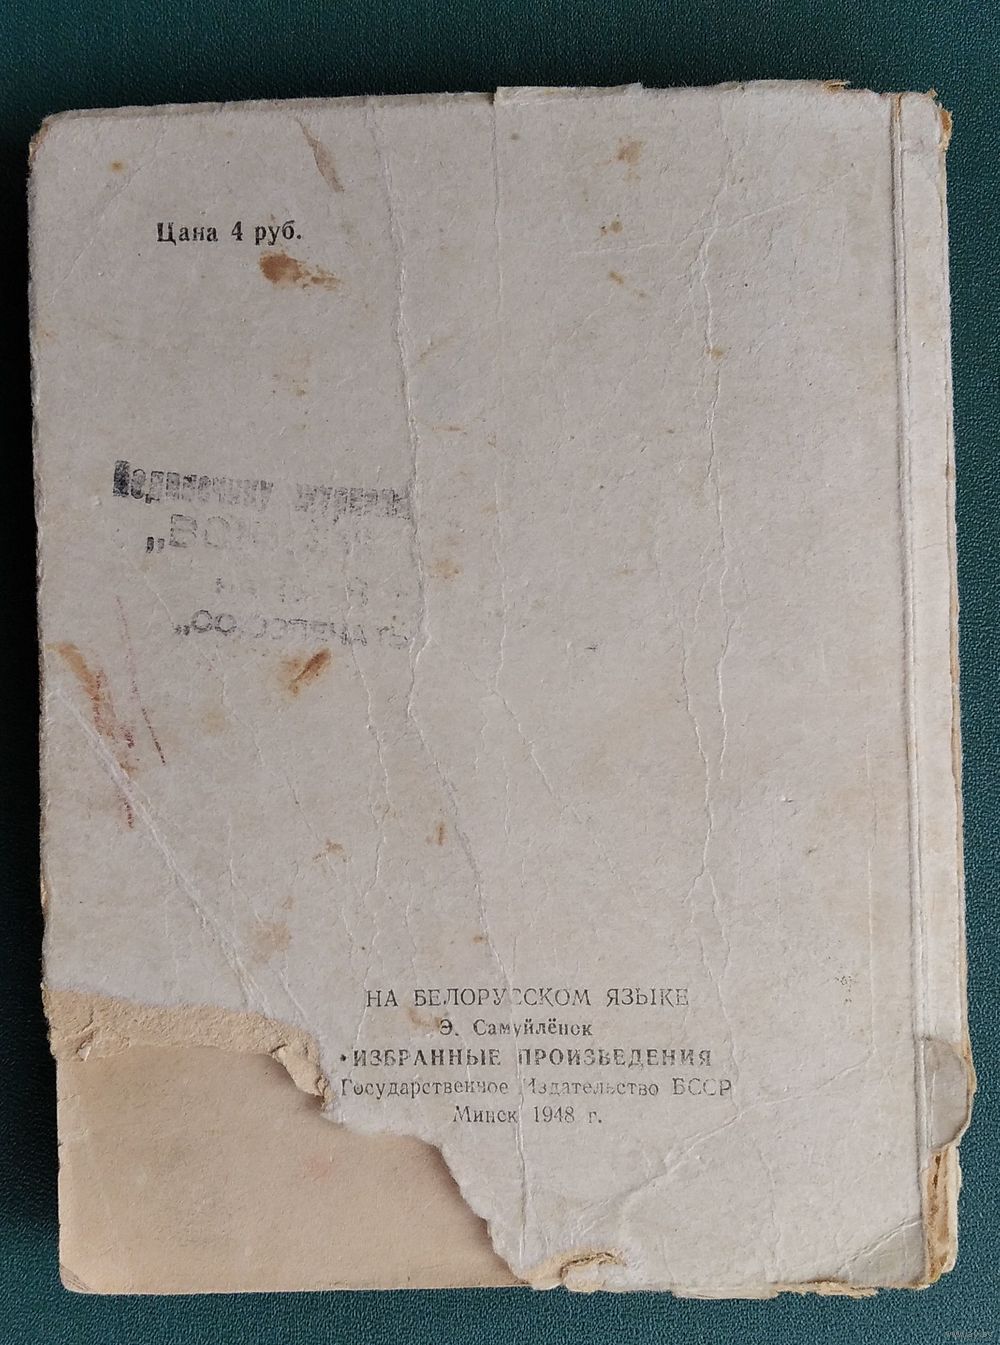 Цана 4 руб.
НА БЕЛОРУССКОМ ЯЗЫКЕ
Э. Самуйлёнок
ИЗБРАННЫЕ ПРОИЗВЕДЕНИЯ
Государственное Издательство БССР
Минск 1948 г.